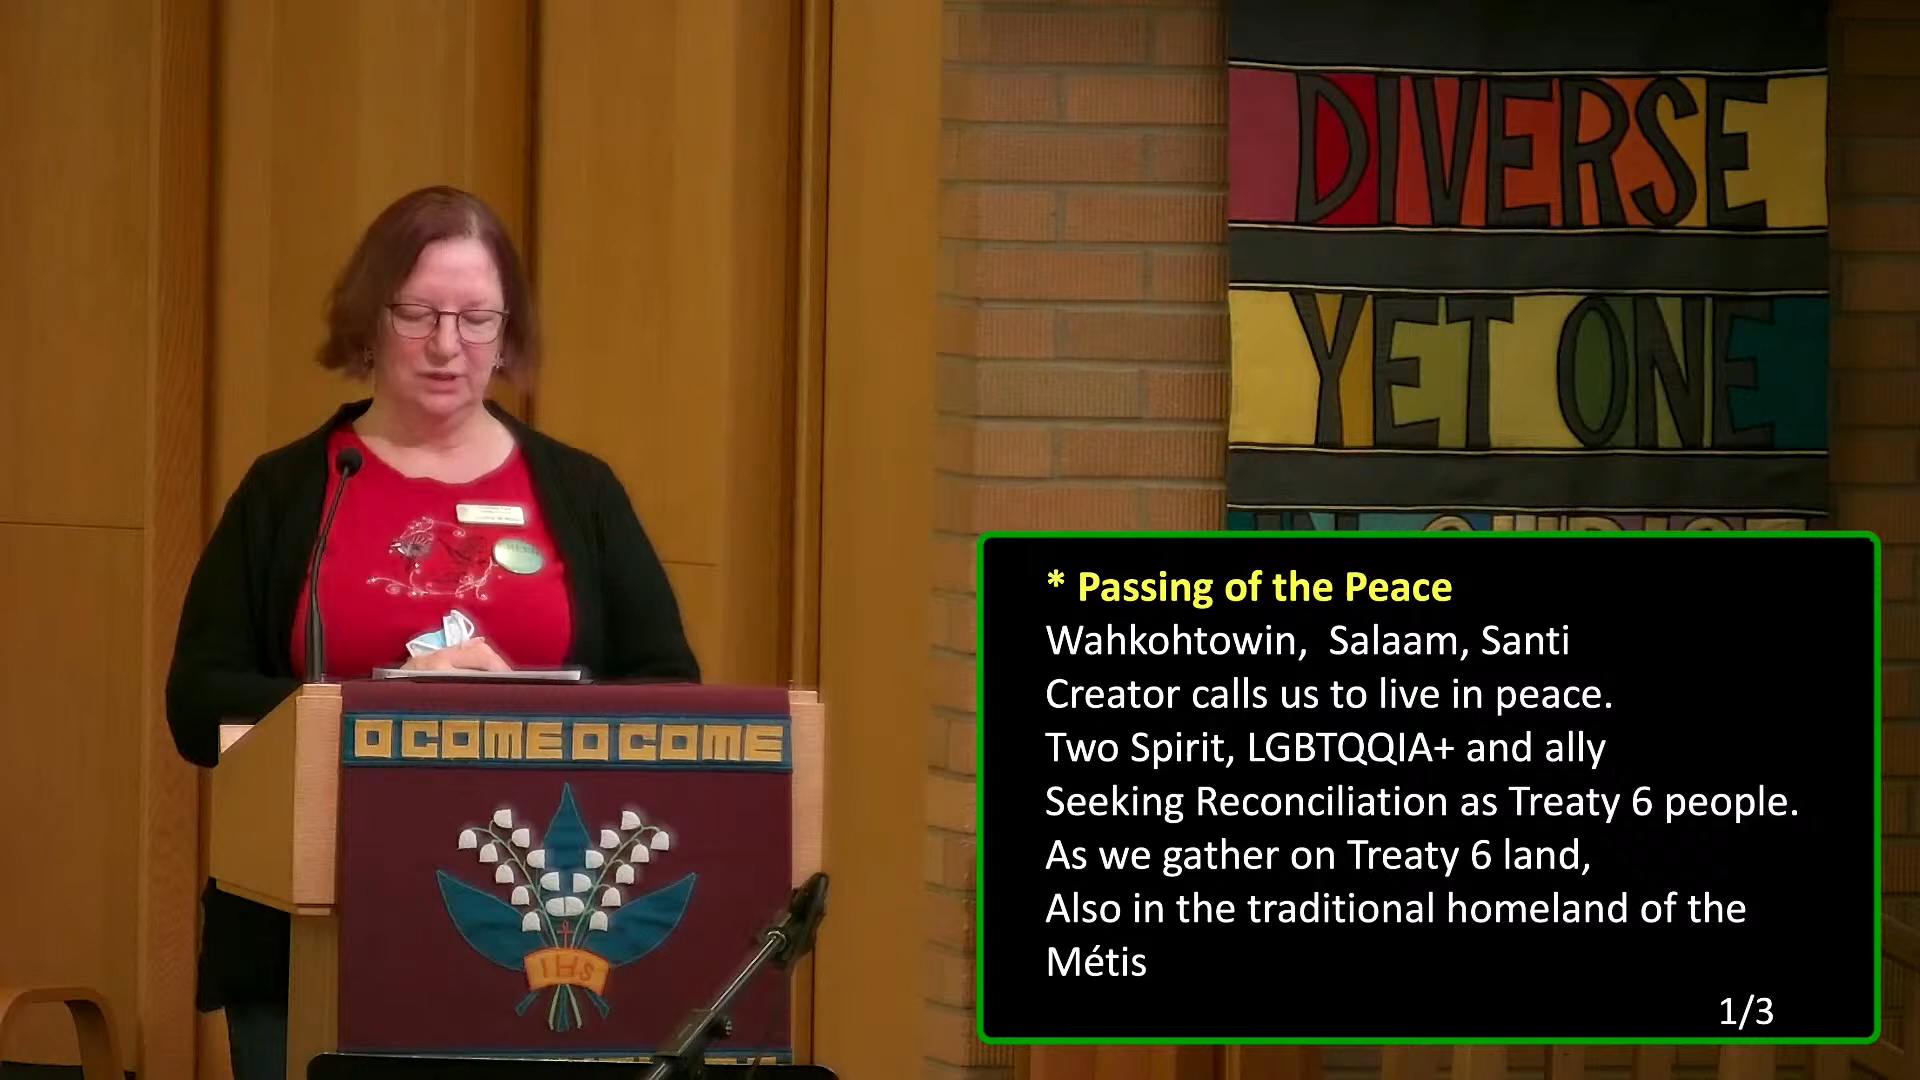 DIVERSE
YET ONE
* Passing of the Peace
Wahkohtowin,  Salaam, Santi
Creator calls us to live in peace.
Two Spirit, LGBTQQIA+ and ally
Seeking Reconciliation as Treaty 6 people.
As we gather on Treaty 6 land,
Also in the traditional homeland of the
Métis
1/3
O COME O COME
IHS